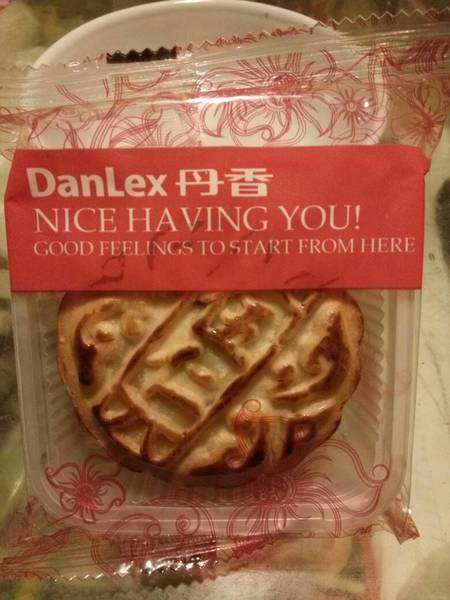 DanLex 丹香
NICE HAVING YOU!
GOOD FEELINGS TO START FROM HERE